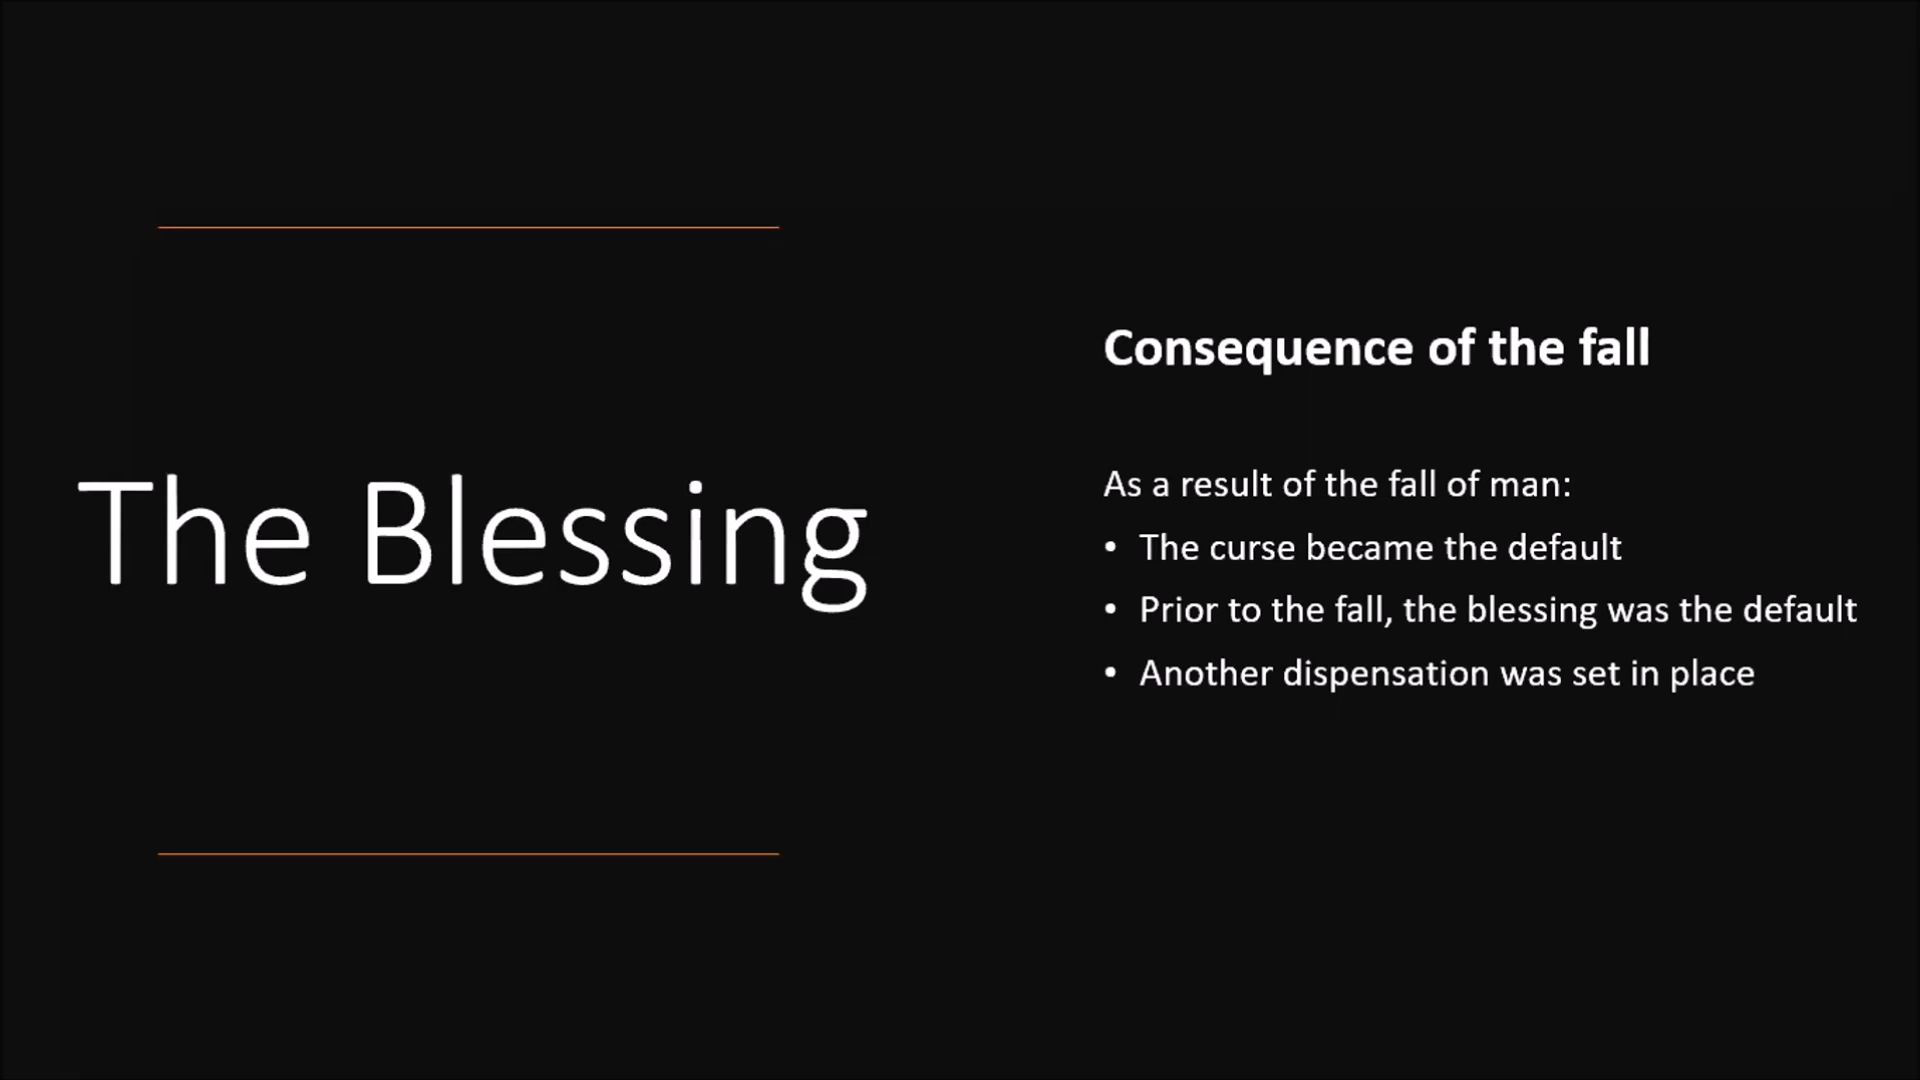 The Blessing
Consequence of the fall
As a result of the fall of man:
• The curse became the default
• Prior to the fall, the blessing was the default
• Another dispensation was set in place